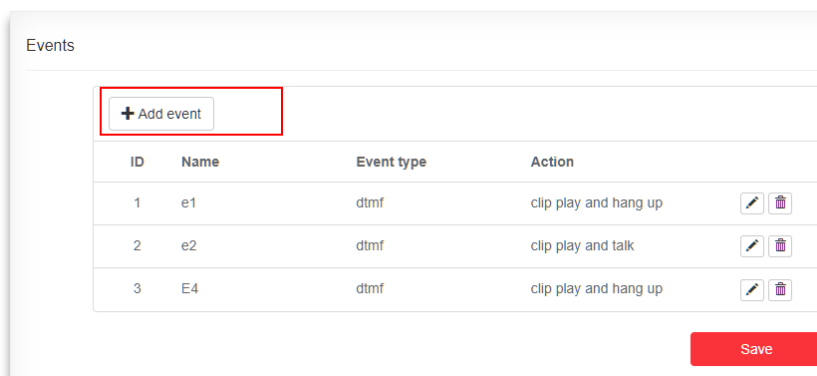 Events
Add event
ID Name Event type Action
1 e1 dtmf clip play and hang up
2 e2 dtmf clip play and talk
3 E4 dtmf clip play and hang up
Save